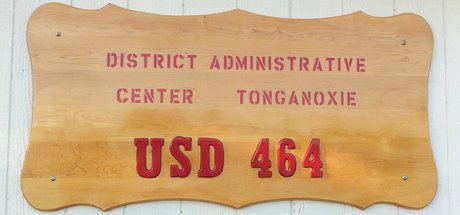 DISTRICT ADMINISTRATIVE
CENTER TONGANOXIE
USD 464